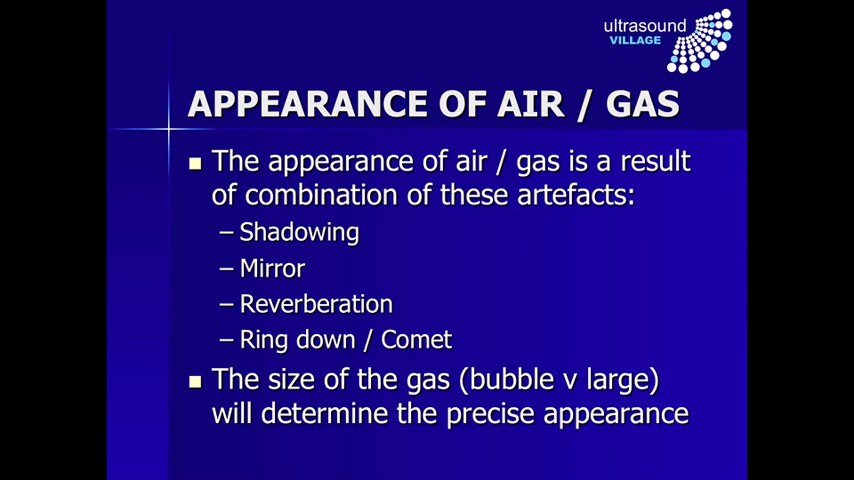 ultrasound
VILLAGE
APPEARANCE OF AIR / GAS
The appearance of air / gas is a result
of combination of these artefacts:
– Shadowing
– Mirror
– Reverberation
– Ring down / Comet
The size of the gas (bubble v large)
will determine the precise appearance